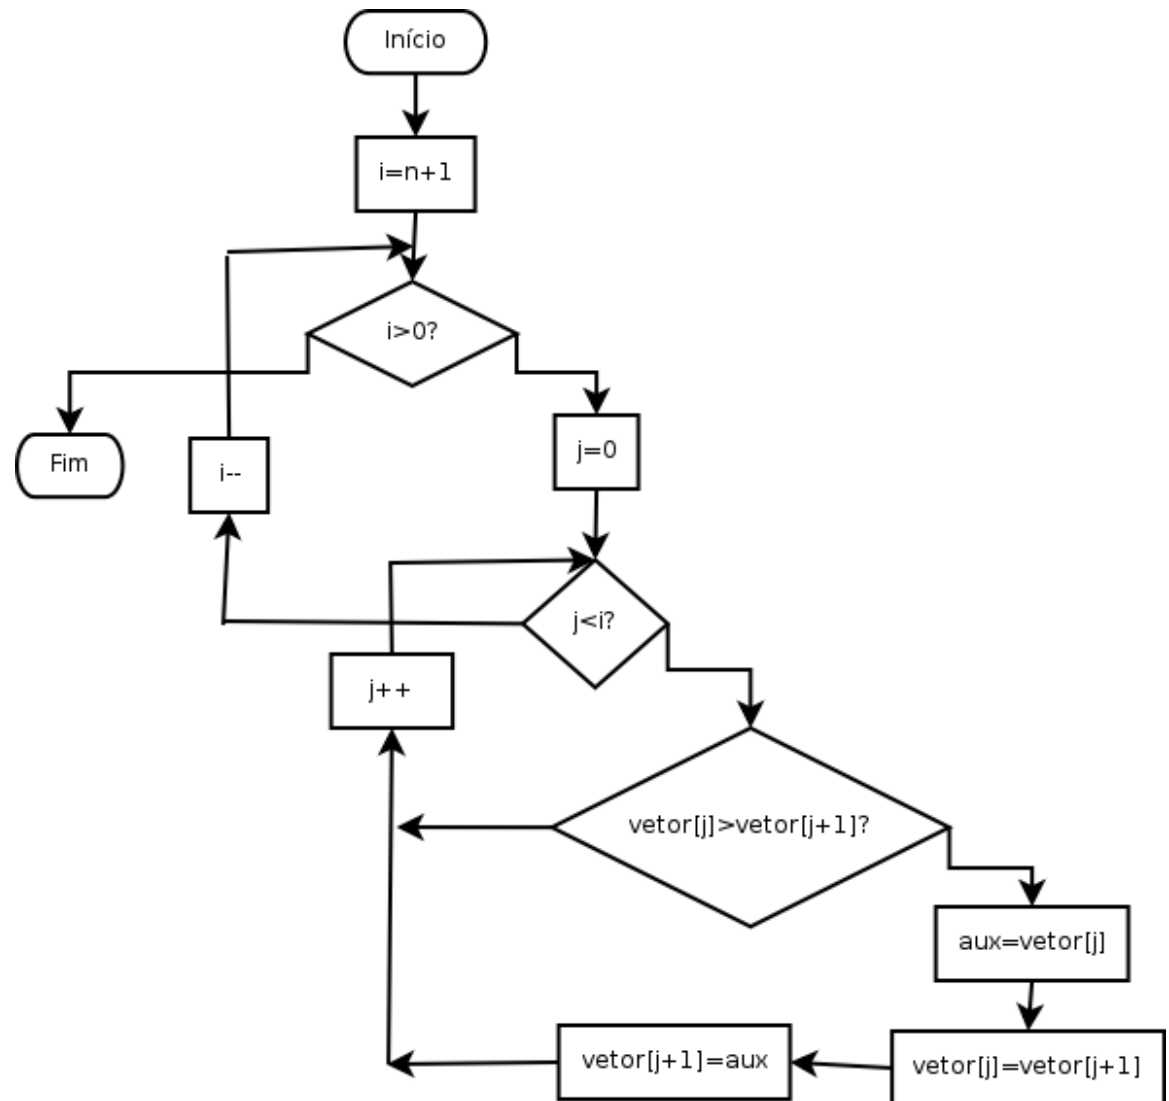 Início
i=n+1
i>0?
Fim
i--
j=0
j<i?
j++
vetor[j]>vetor[j+1]?
aux=vetor[j]
vetor[j]=vetor[j+1]
vetor[j+1]=aux